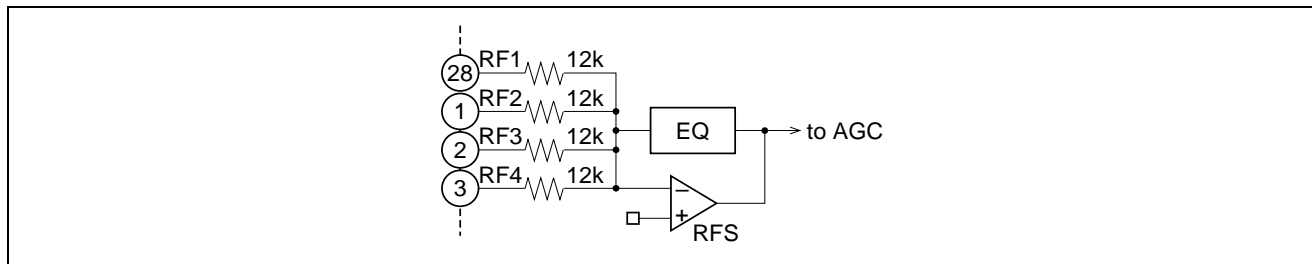 28 RF1 12k
1 RF2 12k
2 RF3 12k
3 RF4 12k
EQ
to AGC
−
+
RFS